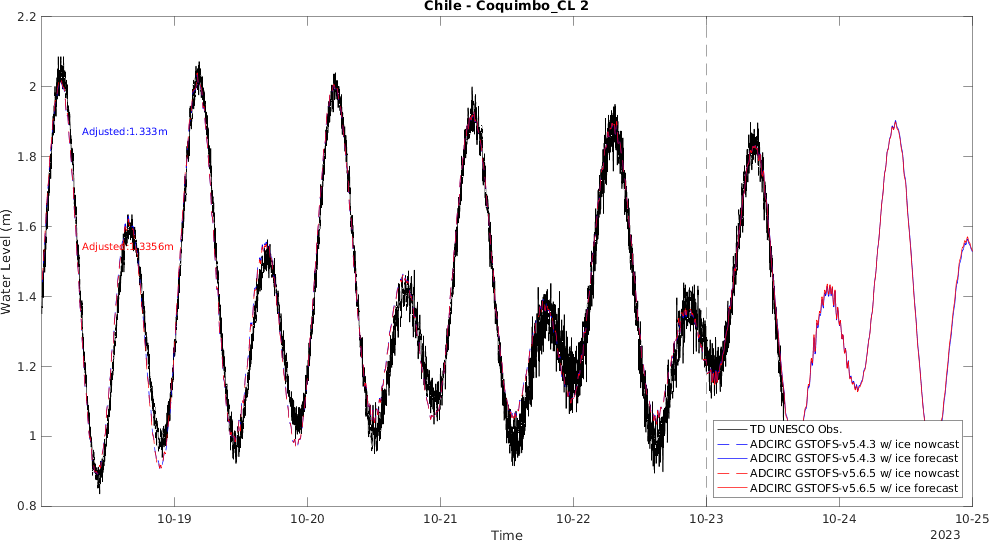 Chile - Coquimbo_CL 2
2.2
2
1.8
1.6
1.4
1.2
1
0.8
Water Level (m)
Adjusted:1.333m
Adjusted:1.3356m
TD UNESCO Obs.
ADCIRC GSTOFS-v5.4.3 w/ ice nowcast
ADCIRC GSTOFS-v5.4.3 w/ ice forecast
ADCIRC GSTOFS-v5.6.5 w/ ice nowcast
ADCIRC GSTOFS-v5.6.5 w/ ice forecast
10-19 10-20 10-21 10-22 10-23 10-24 10-25
Time
2023